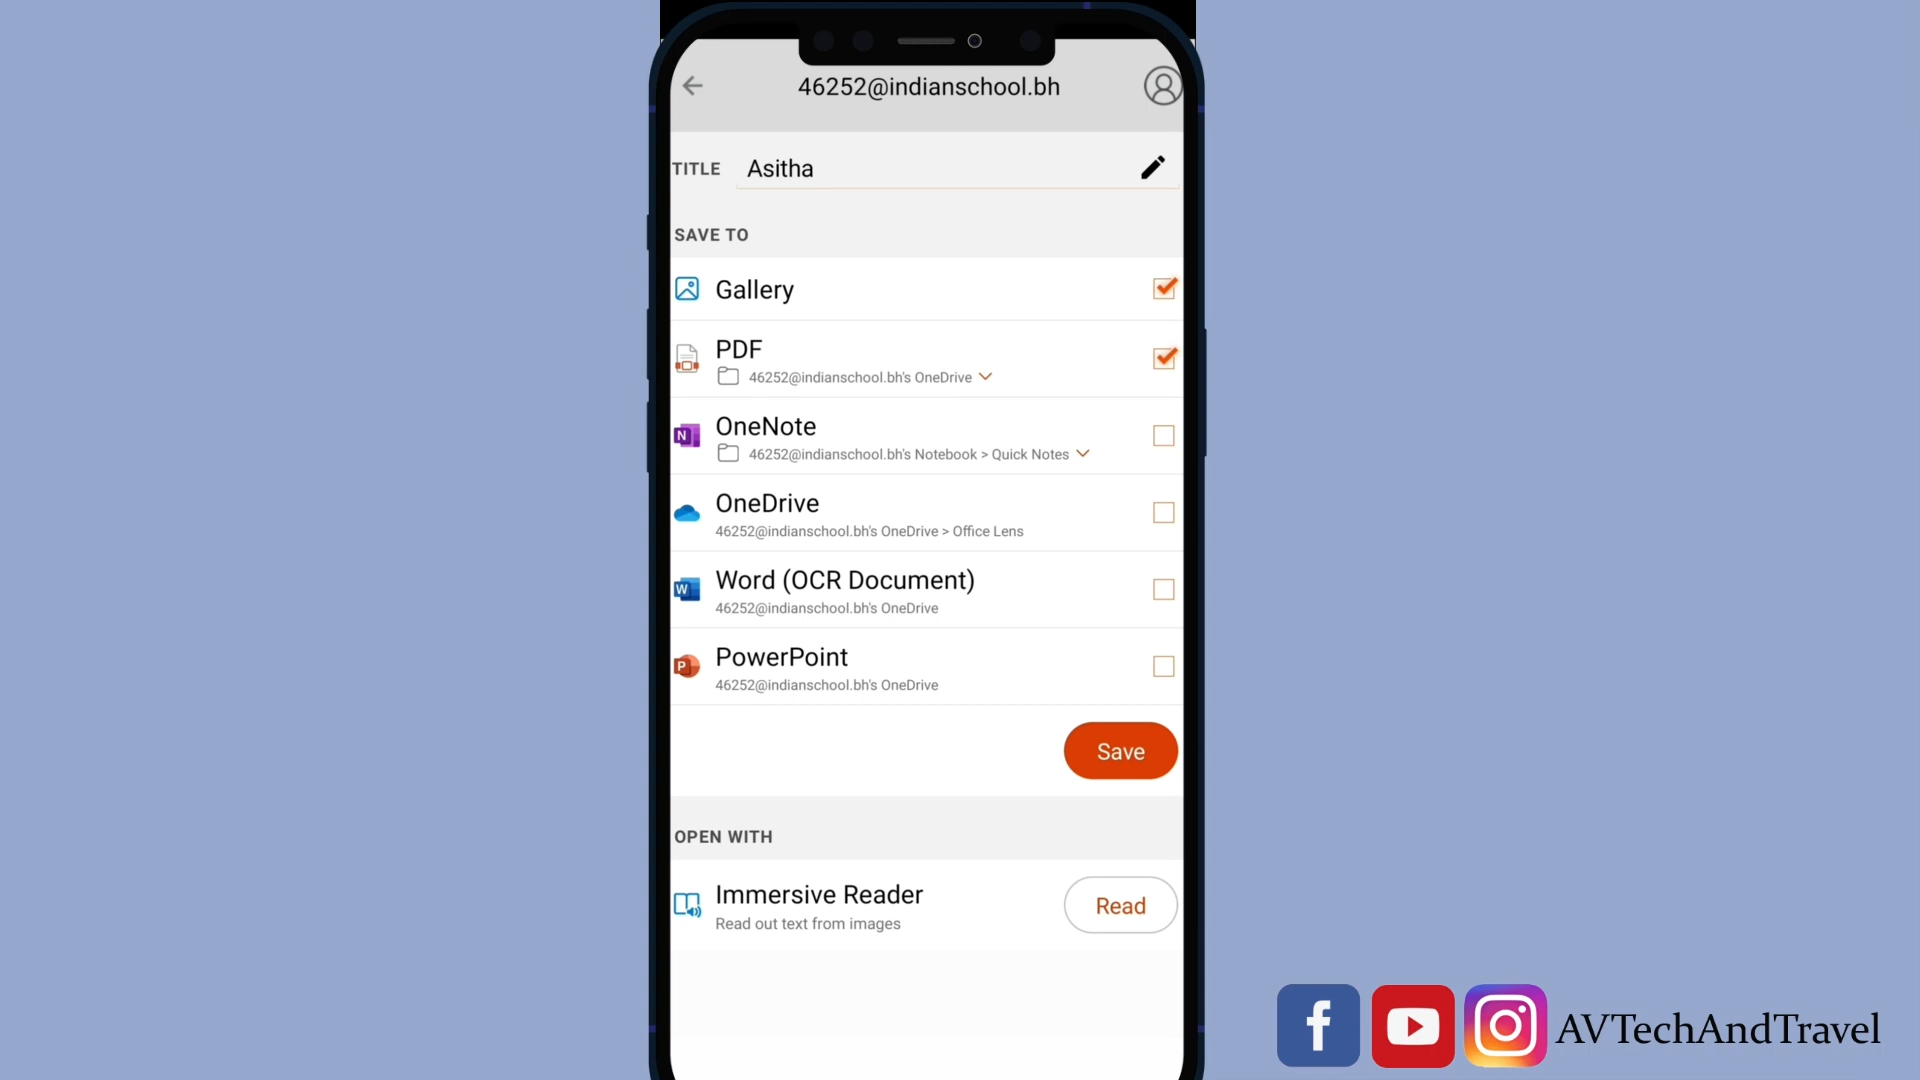 46252@indianschool.bh
TITLE Asitha
SAVE TO
Gallery
PDF
46252@indianschool.bh's OneDrive
N
OneNote
46252@indianschool.bh's Notebook > Quick Notes
OneDrive
46252@indianschool.bh's OneDrive > Office Lens
W
Word (OCR Document)
46252@indianschool.bh's OneDrive
P
PowerPoint
46252@indianschool.bh's OneDrive
Save
OPEN WITH
Immersive Reader
Read out text from images
Read
f
AVTechAndTravel